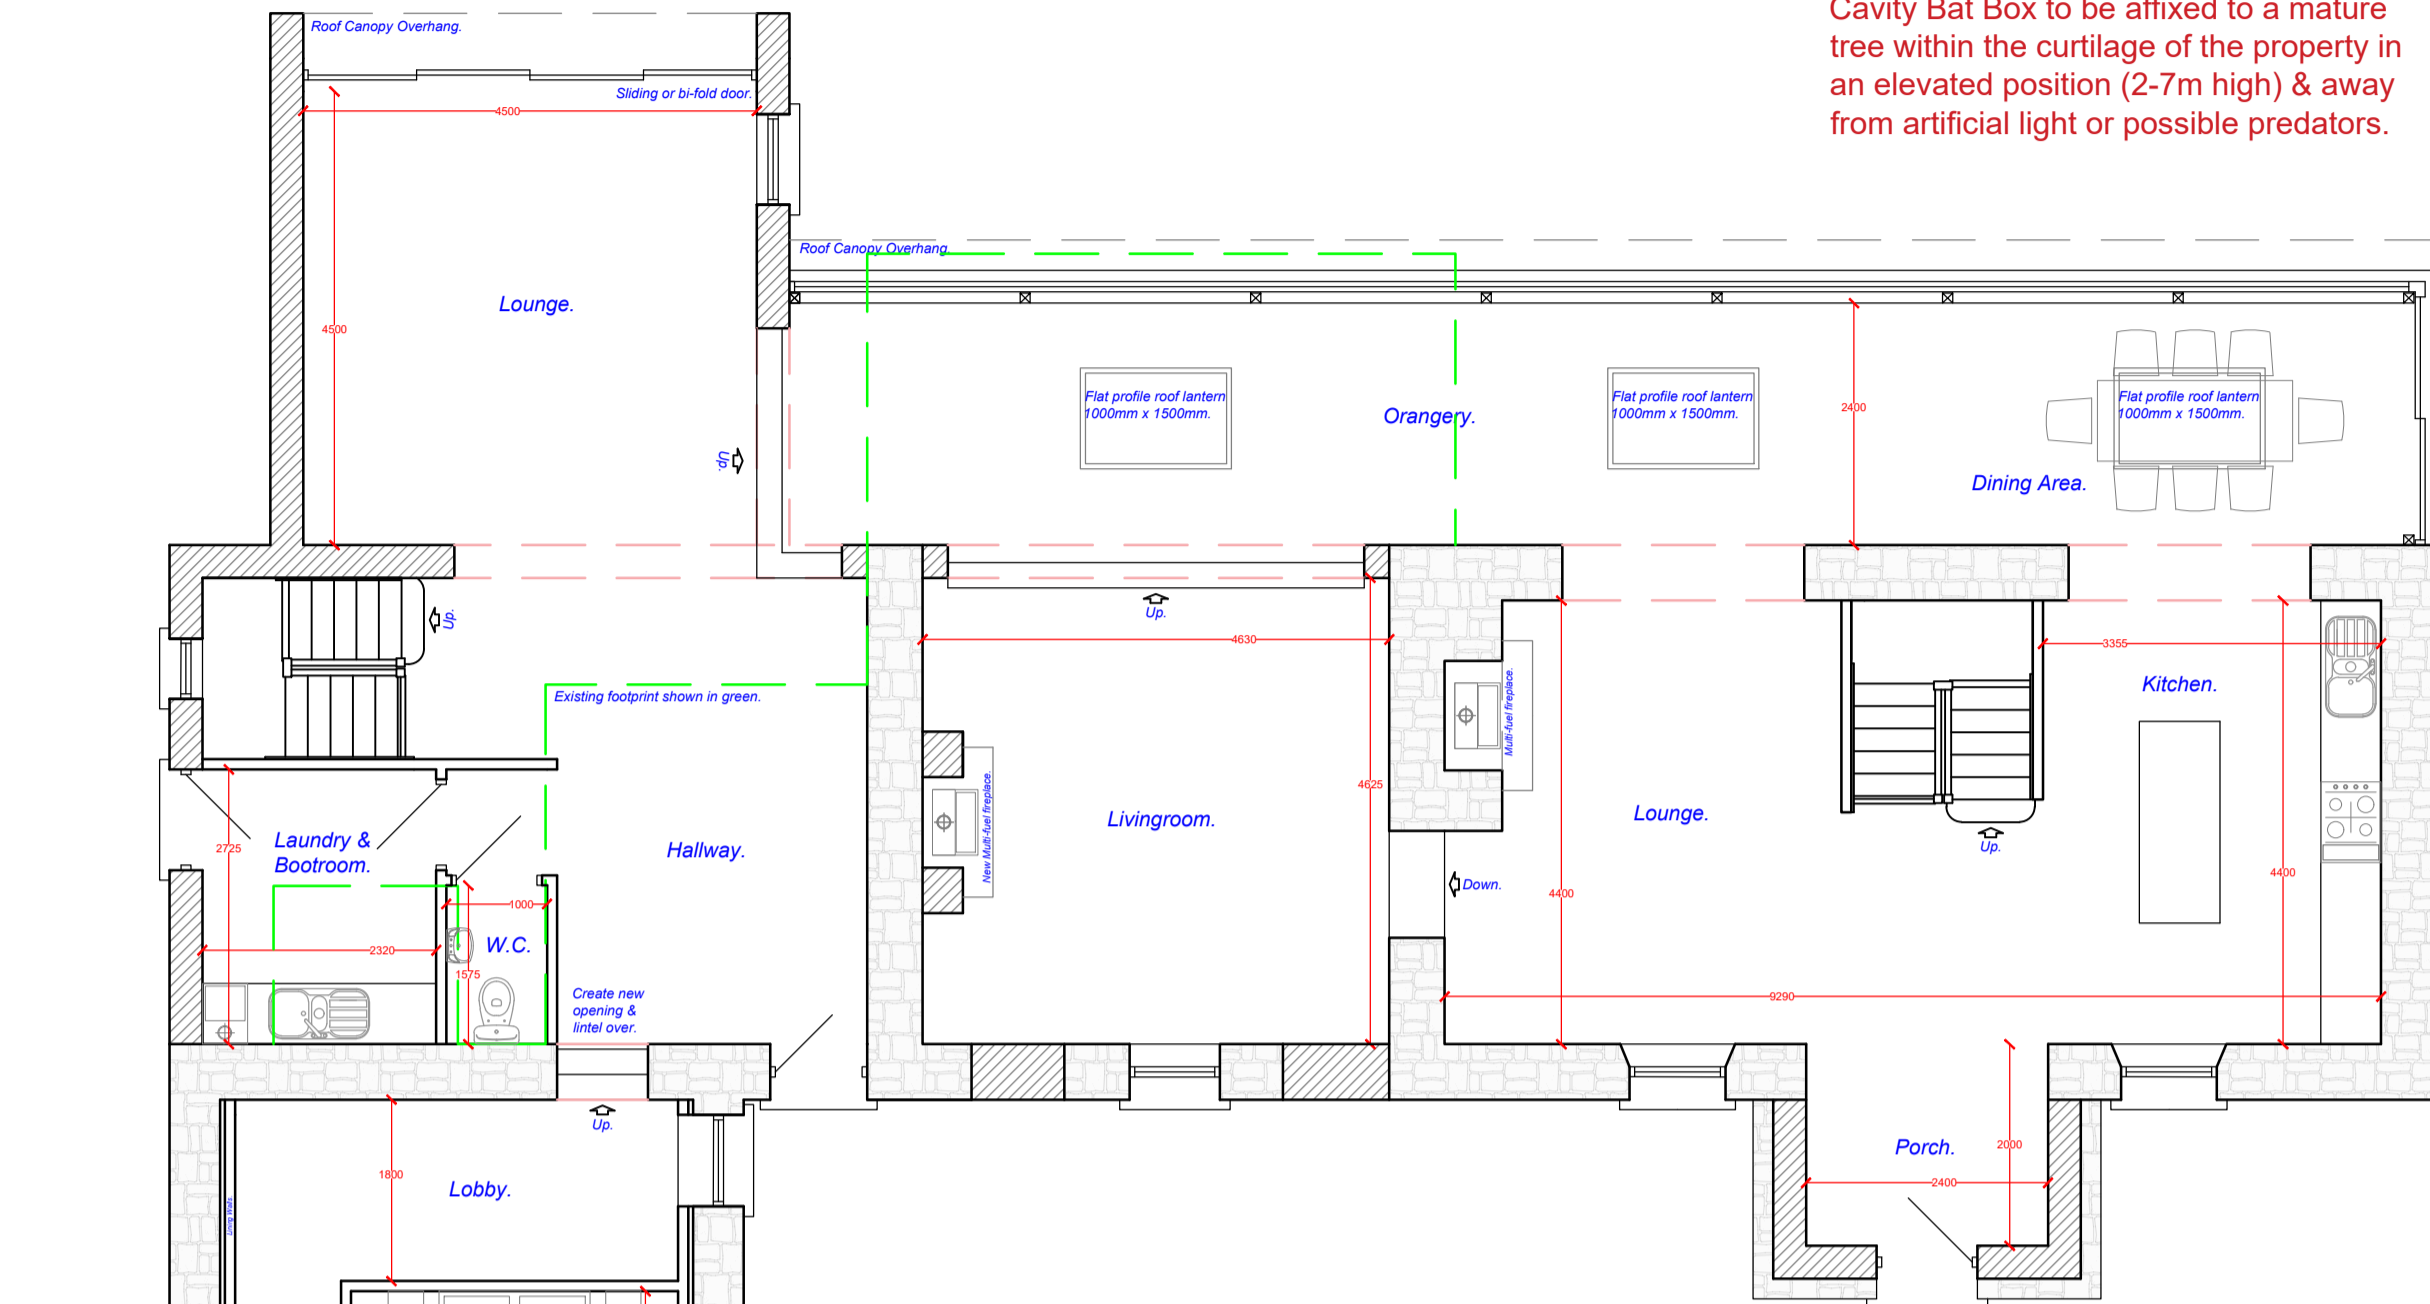 Cavity Bat Box to be affixed to a mature
tree within the curtilage of the property in
an elevated position (2-7m high) & away
from artificial light or possible predators.
Roof Canopy Overhang.
Sliding or bi-fold door.
4500
Lounge.
4500
Roof Canopy Overhang.
Flat profile roof lantern
1000mm x 1500mm.
Orangery.
Flat profile roof lantern
1000mm x 1500mm.
2400
Flat profile roof lantern
1000mm x 1500mm.
Dining Area.
Up.
Up.
Up.
4630
3355
Existing footprint shown in green.
Multi-fuel fireplace.
Kitchen.
4625
New Multi-fuel fireplace.
Livingroom.
Lounge.
Up.
Laundry &
Bootroom.
2725
Hallway.
Down.
4400
4400
1000
W.C.
2320
1575
Create new
opening &
lintel over.
9290
Up.
Porch.
2000
2400
1800
Lobby.
Lining Walls.